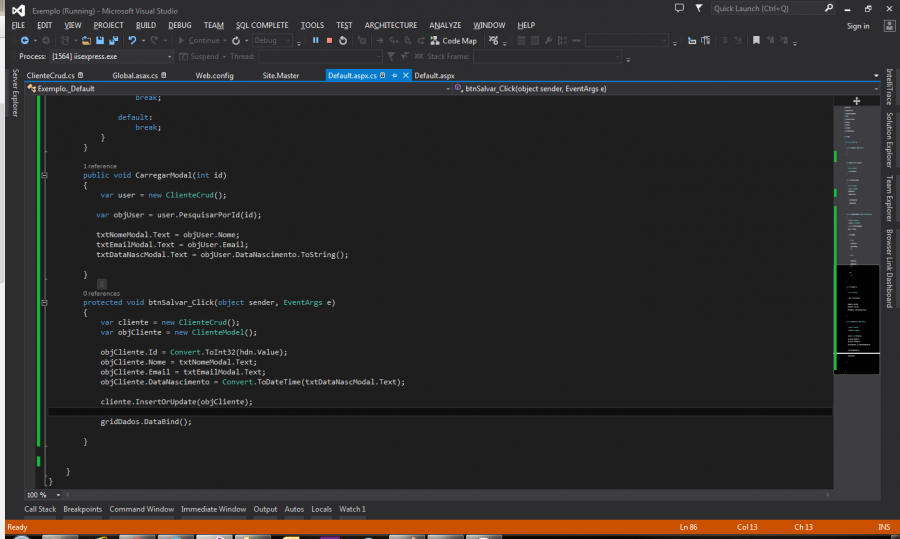 Exemplo (Running) - Microsoft Visual Studio
Quick Launch (Ctrl+Q)
FILE EDIT VIEW PROJECT BUILD DEBUG TEAM SQL COMPLETE TOOLS TEST ARCHITECTURE ANALYZE WINDOW HELP
Sign in
Continue Debug Code Map
Process: [1564] iisexpress.exe Suspend Thread: Stack Frame:
ClienteCrud.cs Global.asax.cs Web.config Site.Master Default.aspx.cs Default.aspx
Exemplo._Default btnSalvar_Click(object sender, EventArgs e)
Server Explorer
break;
default:
break;
}
}
1 reference
public void CarregarModal(int id)
{
var user = new ClienteCrud();
var objUser = user.PesquisarPorId(id);
txtNomeModal.Text = objUser.Nome;
txtEmailModal.Text = objUser.Email;
txtDataNascModal.Text = objUser.DataNascimento.ToString();
}
0 references
protected void btnSalvar_Click(object sender, EventArgs e)
{
var cliente = new ClienteCrud();
var objCliente = new ClienteModel();
objCliente.Id = Convert.ToInt32(hdn.Value);
objCliente.Nome = txtNomeModal.Text;
objCliente.Email = txtEmailModal.Text;
objCliente.DataNascimento = Convert.ToDateTime(txtDataNascModal.Text);
cliente.InsertOrUpdate(objCliente);
gridDados.DataBind();
}
}
}
IntelliTrace
Solution Explorer
Team Explorer
Browser Link Dashboard
100 %
Call Stack Breakpoints Command Window Immediate Window Output Autos Locals Watch 1
Ready Ln 86 Col 13 Ch 13 INS